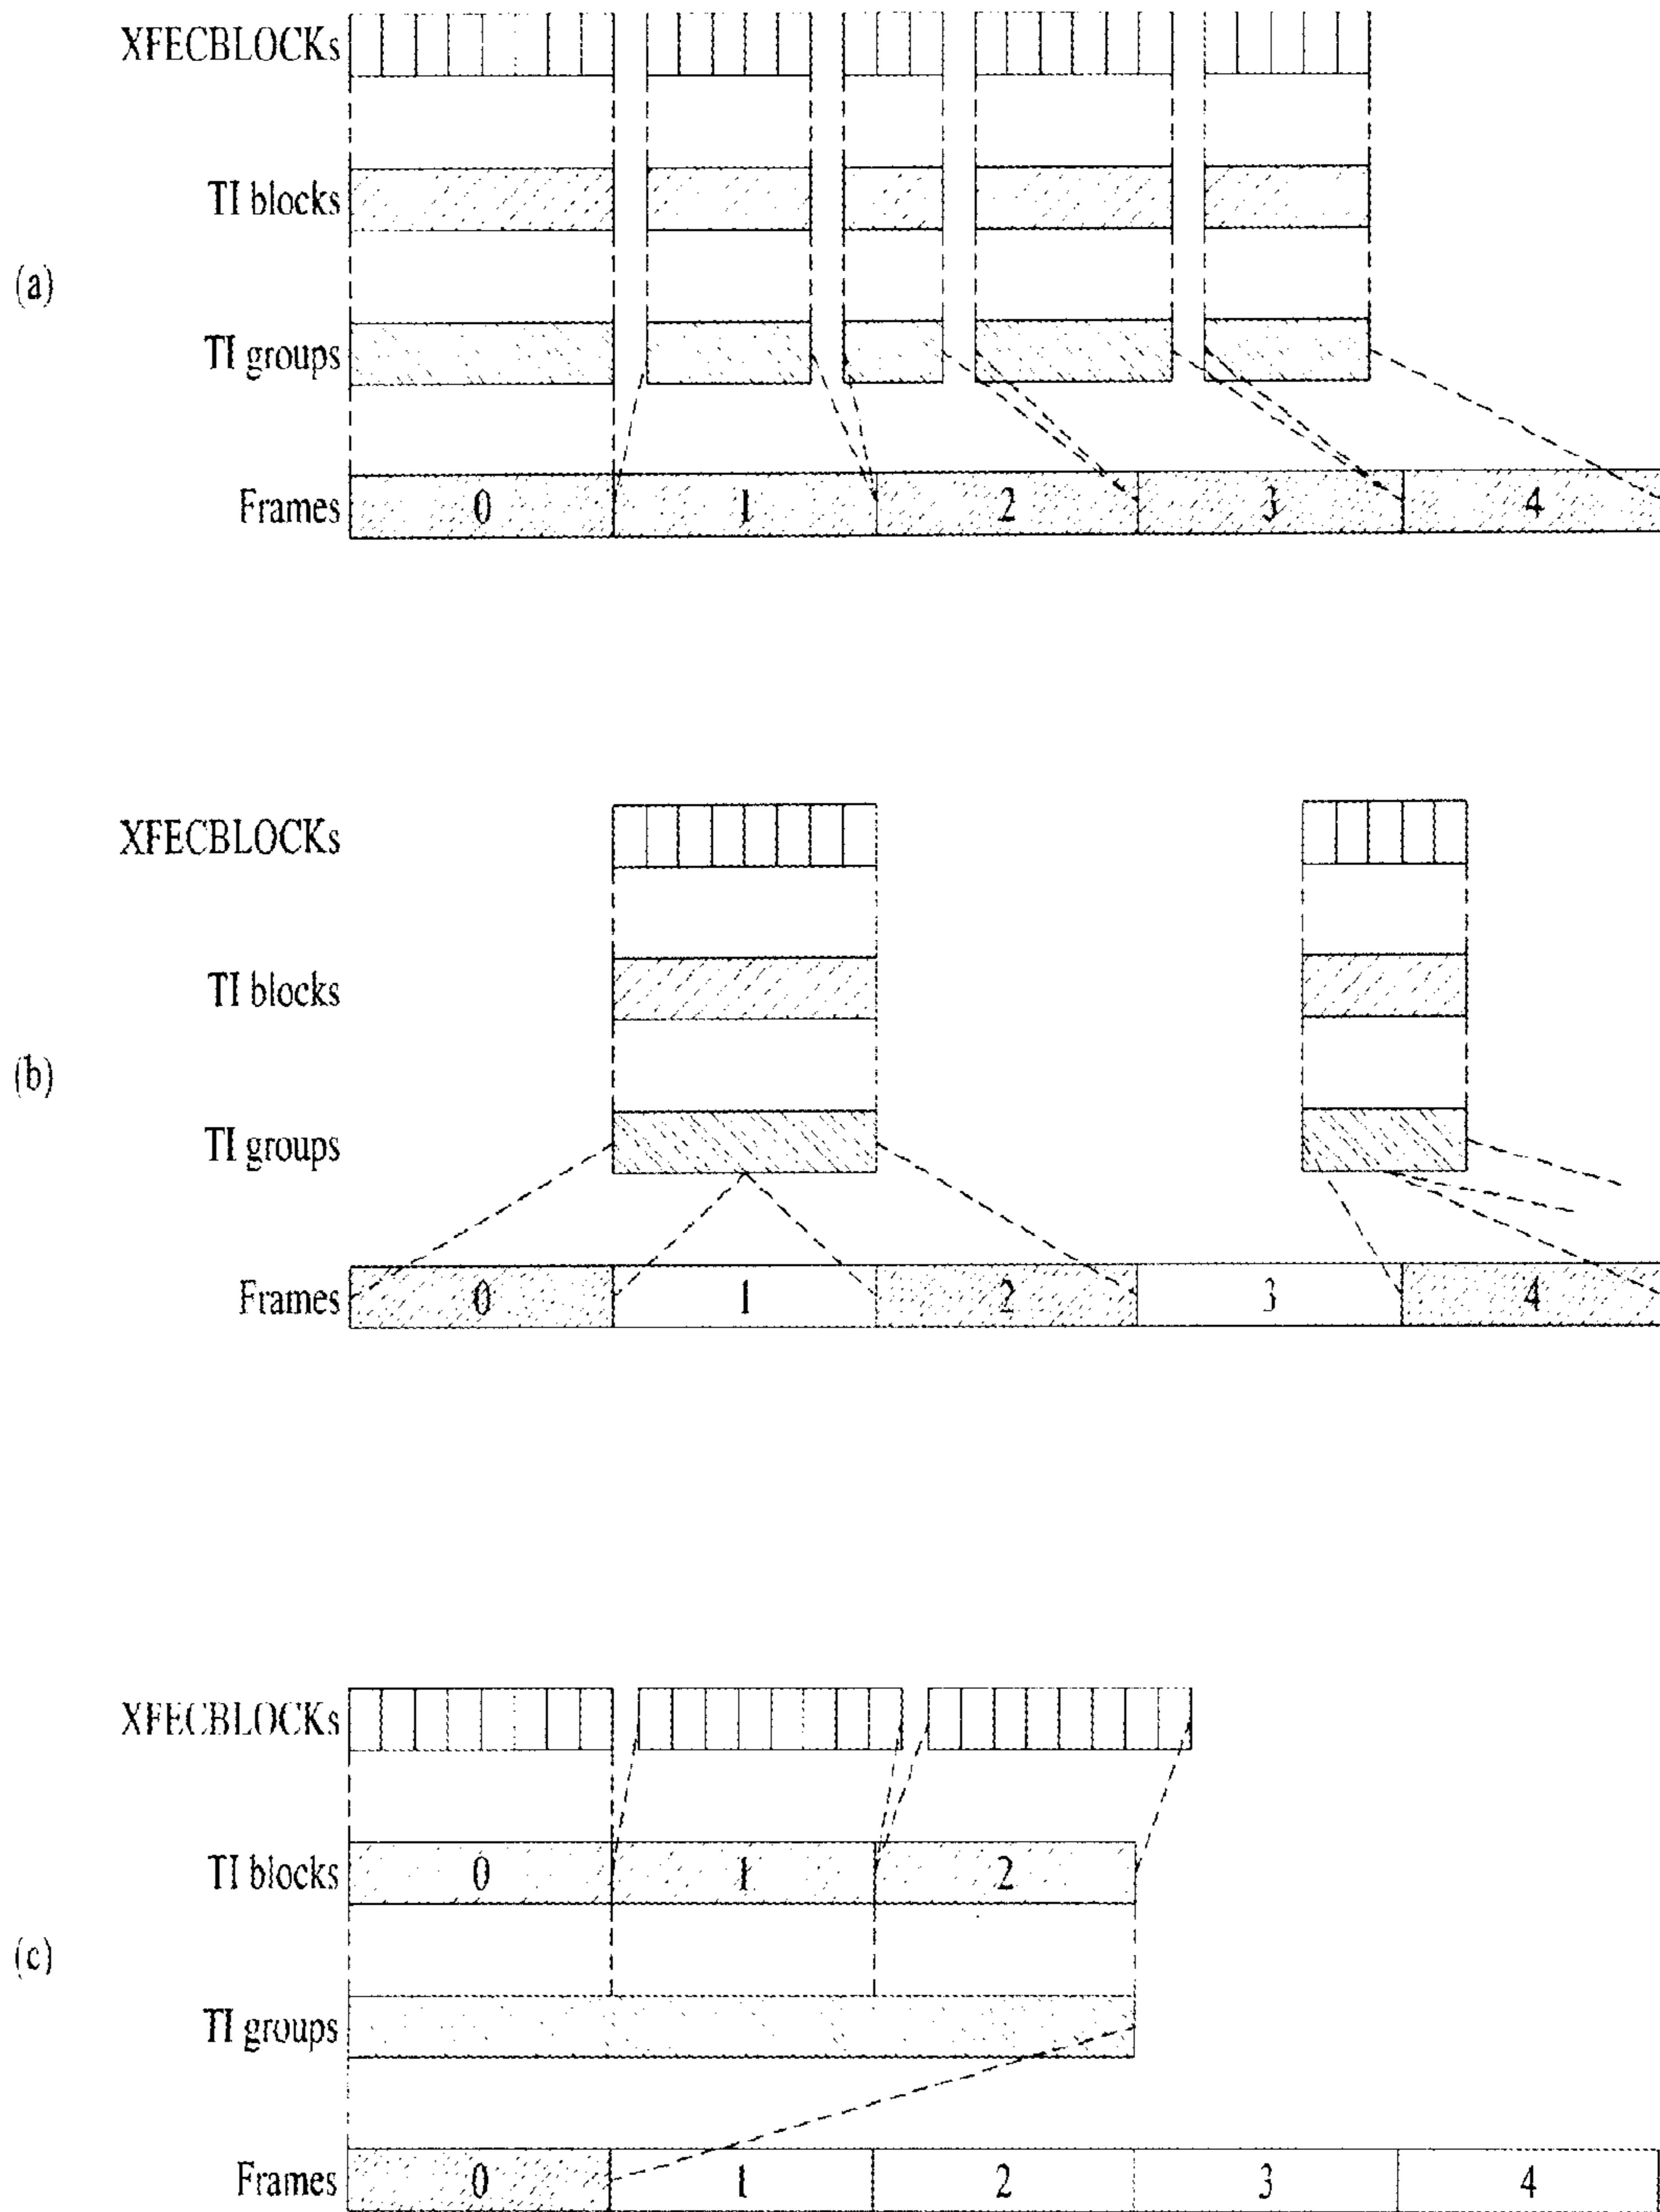 XFECBLOCKs
TI blocks
(a)
TI groups
Frames 0 1 2 3 4
XFECBLOCKs
TI blocks
(b)
TI groups
Frames 0 1 2 3 4
XFECBLOCKs
TI blocks 0 1 2
(c)
TI groups
Frames 0 1 2 3 4